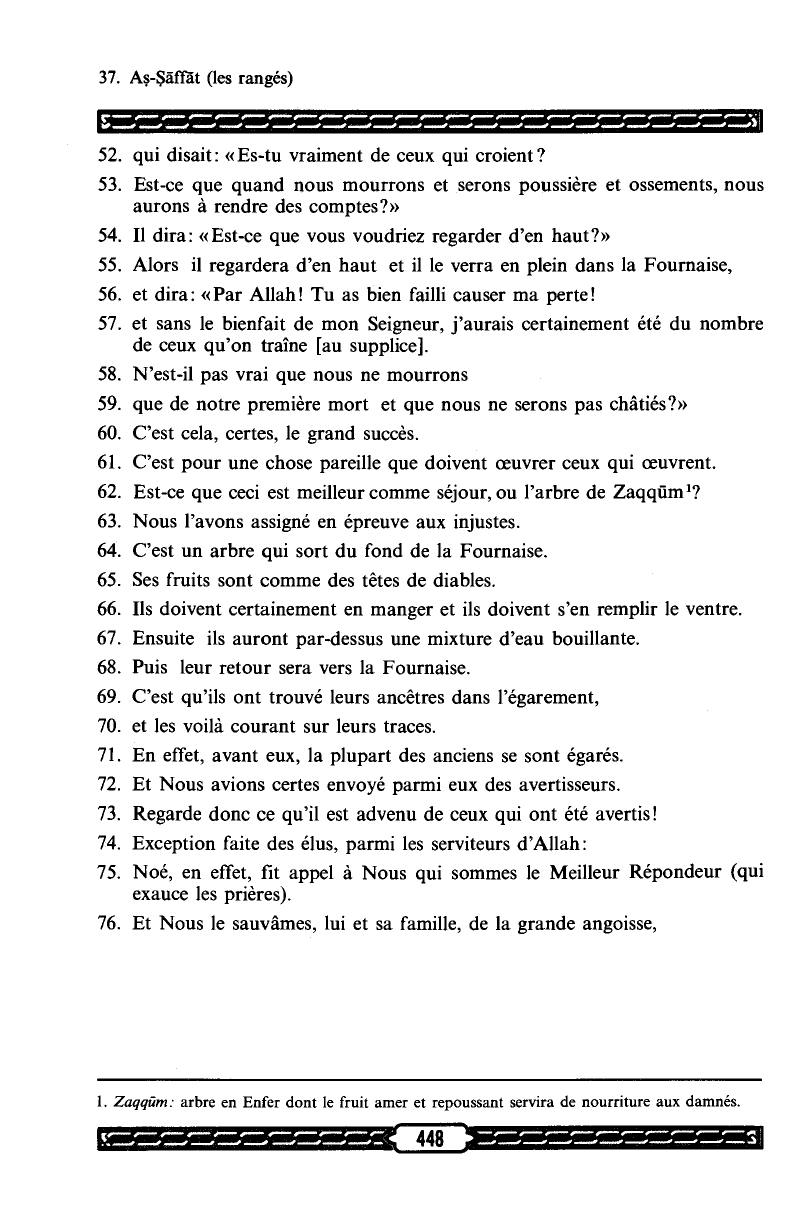 37. Aṣ-Ṣāffāt (les rangés)
52. qui disait: «Es-tu vraiment de ceux qui croient?
53. Est-ce que quand nous mourrons et serons poussière et ossements, nous
aurons à rendre des comptes?»
54. Il dira: «Est-ce que vous voudriez regarder d'en haut?»
55. Alors il regardera d'en haut et il le verra en plein dans la Fournaise,
56. et dira: «Par Allah! Tu as bien failli causer ma perte!
57. et sans le bienfait de mon Seigneur, j'aurais certainement été du nombre
de ceux qu'on traîne [au supplice].
58. N'est-il pas vrai que nous ne mourrons
59. que de notre première mort et que nous ne serons pas châtiés?»
60. C'est cela, certes, le grand succès.
61. C'est pour une chose pareille que doivent œuvrer ceux qui œuvrent.
62. Est-ce que ceci est meilleur comme séjour, ou l'arbre de Zaqqūm¹?
63. Nous l'avons assigné en épreuve aux injustes.
64. C'est un arbre qui sort du fond de la Fournaise.
65. Ses fruits sont comme des têtes de diables.
66. Ils doivent certainement en manger et ils doivent s'en remplir le ventre.
67. Ensuite ils auront par-dessus une mixture d'eau bouillante.
68. Puis leur retour sera vers la Fournaise.
69. C'est qu'ils ont trouvé leurs ancêtres dans l'égarement,
70. et les voilà courant sur leurs traces.
71. En effet, avant eux, la plupart des anciens se sont égarés.
72. Et Nous avions certes envoyé parmi eux des avertisseurs.
73. Regarde donc ce qu'il est advenu de ceux qui ont été avertis!
74. Exception faite des élus, parmi les serviteurs d'Allah:
75. Noé, en effet, fit appel à Nous qui sommes le Meilleur Répondeur (qui
exauce les prières).
76. Et Nous le sauvâmes, lui et sa famille, de la grande angoisse,
1. Zaqqūm: arbre en Enfer dont le fruit amer et repoussant servira de nourriture aux damnés.
448